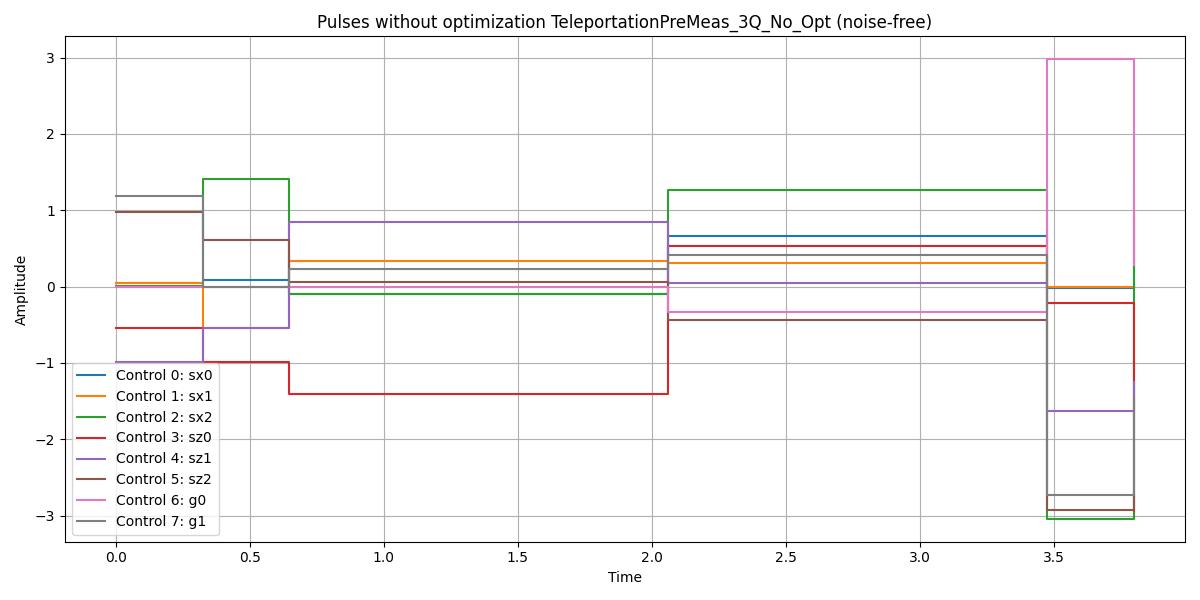 Pulses without optimization TeleportationPreMeas_3Q_No_Opt (noise-free)
Amplitude
3
2
1
0
−1
−2
−3
Control 0: sx0
Control 1: sx1
Control 2: sx2
Control 3: sz0
Control 4: sz1
Control 5: sz2
Control 6: g0
Control 7: g1
0.0 0.5 1.0 1.5 2.0 2.5 3.0 3.5
Time